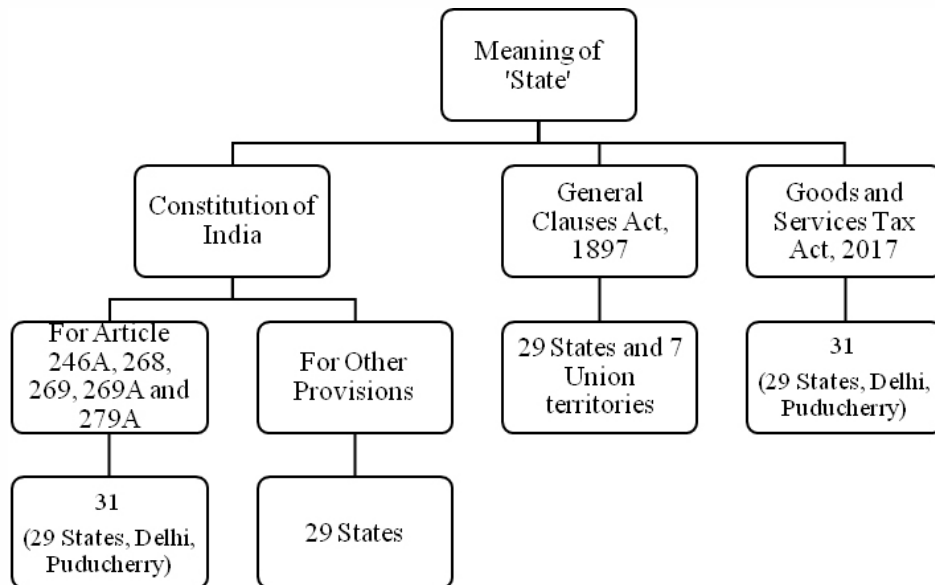 Meaning of
'State'
Constitution of
India
General
Clauses Act,
1897
Goods and
Services Tax
Act, 2017
For Article
246A, 268,
269, 269A and
279A
For Other
Provisions
29 States and 7
Union
territories
31
(29 States, Delhi,
Puducherry)
31
(29 States, Delhi,
Puducherry)
29 States